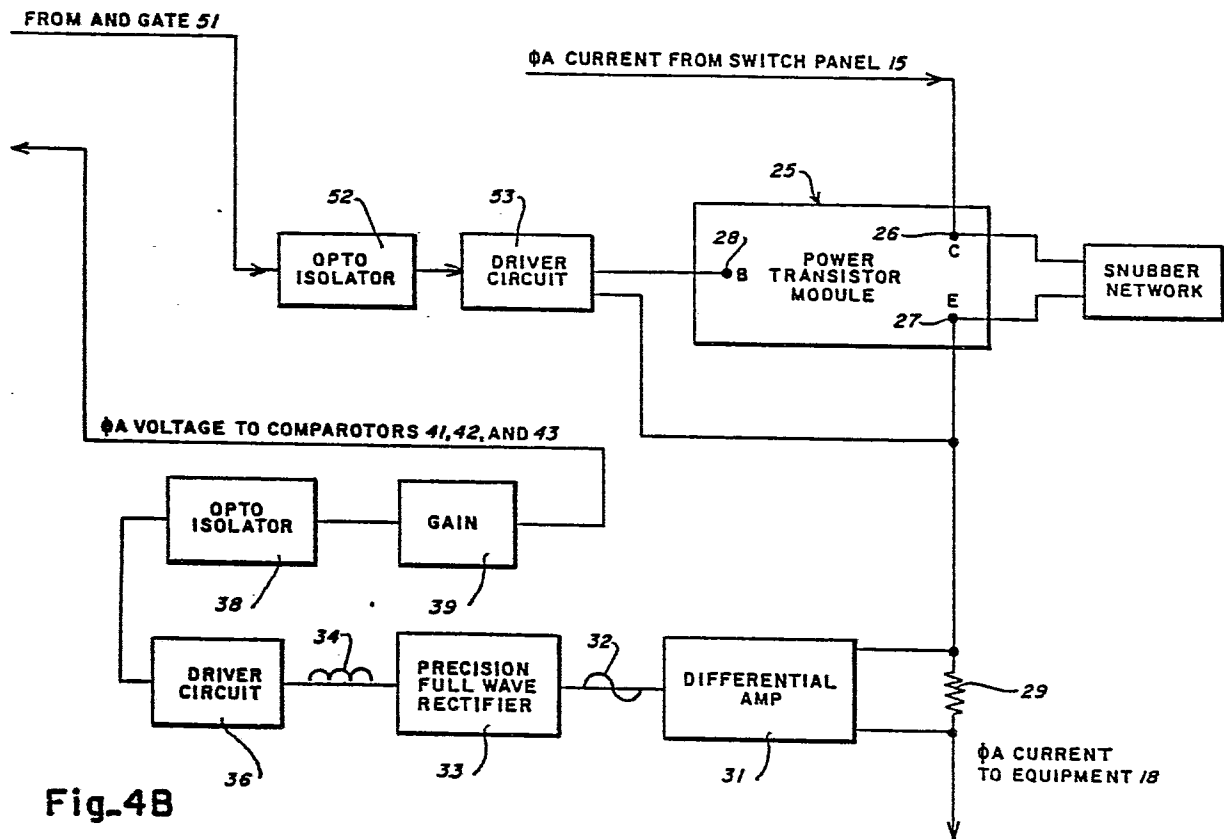 FROM AND GATE 51
ΦA CURRENT FROM SWITCH PANEL 15
25
52
53
28
26
C
OPTO
ISOLATOR
DRIVER
CIRCUIT
B
POWER
TRANSISTOR
MODULE
SNUBBER
NETWORK
E
27
ΦA VOLTAGE TO COMPAROTORS 41, 42, AND 43
OPTO
ISOLATOR
GAIN
38
39
34
32
DRIVER
CIRCUIT
PRECISION
FULL WAVE
RECTIFIER
DIFFERENTIAL
AMP
29
36
33
31
ΦA CURRENT
TO EQUIPMENT 18
Fig_4B